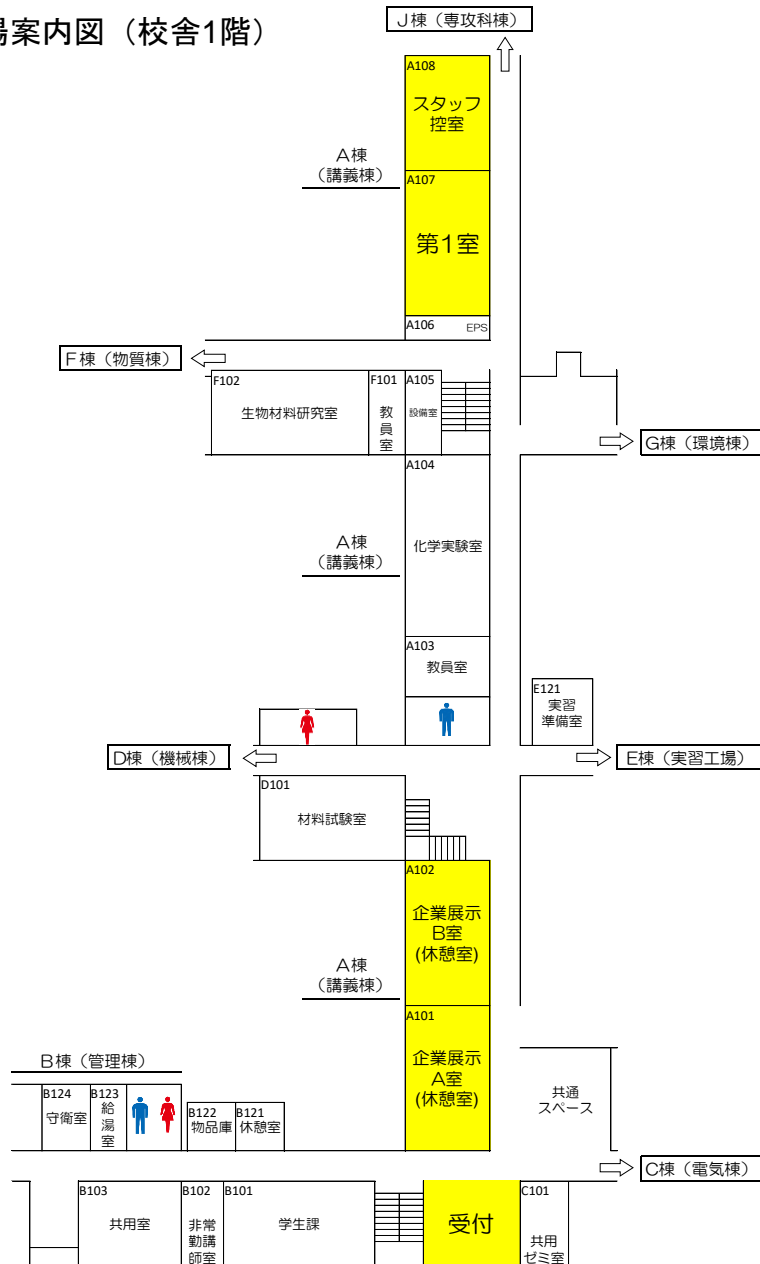 場案内図（校舎1階）
J棟（専攻科棟）
A108
スタッフ
控室
A棟
（講義棟）
A107
第1室
A106
EPS
F棟（物質棟）
F102
生物材料研究室
F101
教
員
室
A105
設備室
G棟（環境棟）
A104
化学実験室
A棟
（講義棟）
A103
教員室
E121
実習
準備室
D棟（機械棟）
E棟（実習工場）
D101
材料試験室
A102
企業展示
B室
(休憩室)
A棟
（講義棟）
A101
企業展示
A室
(休憩室)
B棟（管理棟）
B124
守衛室
B123
給
湯
室
B122
物品庫
B121
休憩室
共通
スペース
C棟（電気棟）
B103
共用室
B102
非常
勤講
師室
B101
学生課
受付
C101
共用
ゼミ室